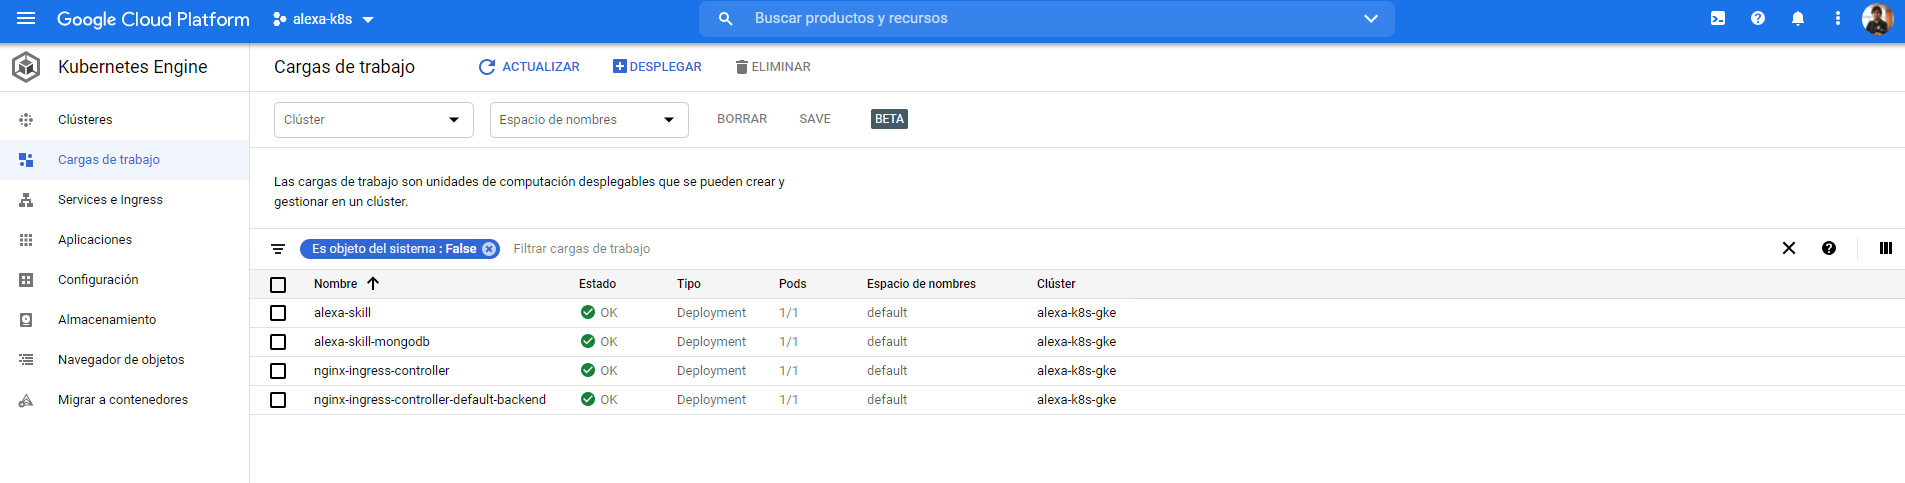 Google Cloud Platform alexa-k8s Buscar productos y recursos
Kubernetes Engine
Cargas de trabajo ACTUALIZAR DESPLEGAR ELIMINAR
Clústeres
Cargas de trabajo
Services e Ingress
Aplicaciones
Configuración
Almacenamiento
Navegador de objetos
Migrar a contenedores
Clúster Espacio de nombres BORRAR SAVE BETA
Las cargas de trabajo son unidades de computación desplegables que se pueden crear y
gestionar en un clúster.
Es objeto del sistema : False Filtrar cargas de trabajo
Nombre Estado Tipo Pods Espacio de nombres Clúster
alexa-skill OK Deployment 1/1 default alexa-k8s-gke
alexa-skill-mongodb OK Deployment 1/1 default alexa-k8s-gke
nginx-ingress-controller OK Deployment 1/1 default alexa-k8s-gke
nginx-ingress-controller-default-backend OK Deployment 1/1 default alexa-k8s-gke